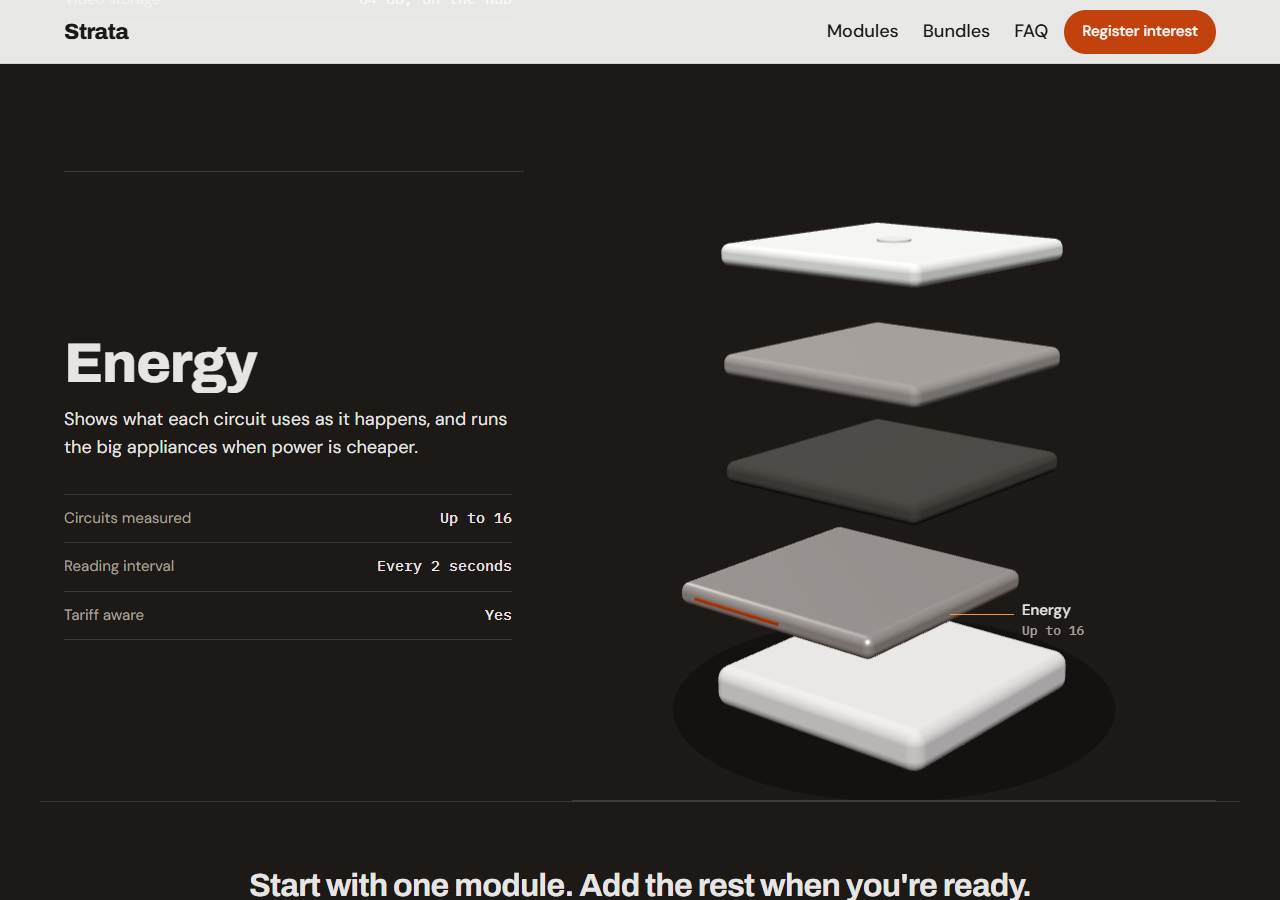 Strata
Modules
Bundles
FAQ
Register interest
Energy
Shows what each circuit uses as it happens, and runs
the big appliances when power is cheaper.
Circuits measured
Up to 16
Reading interval
Every 2 seconds
Tariff aware
Yes
Energy
Up to 16
Start with one module. Add the rest when you're ready.